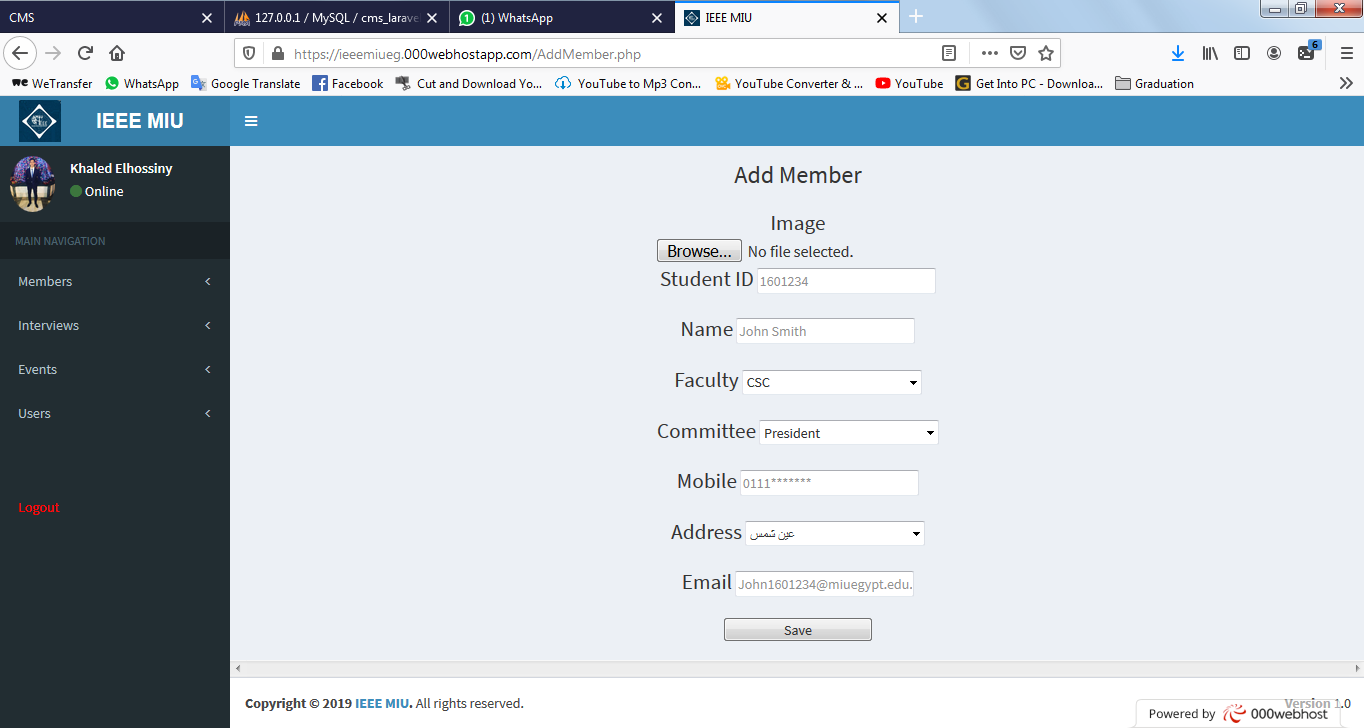 CMS
127.0.0.1 / MySQL / cms_larave
(1) WhatsApp
IEEE MIU
https://ieeemiueg.000webhostapp.com/AddMember.php
6
WeTransfer
WhatsApp
Google Translate
Facebook
Cut and Download Yo...
YouTube to Mp3 Con...
YouTube Converter & ...
YouTube
Get Into PC - Downloa...
Graduation
IEEE MIU
Khaled Elhossiny
Online
MAIN NAVIGATION
Members
Interviews
Events
Users
Logout
Add Member
Image
Browse... No file selected.
Student ID 1601234
Name John Smith
Faculty CSC
Committee President
Mobile 0111*******
Address عين شمس
Email John1601234@miuegypt.edu.
Save
Copyright © 2019 IEEE MIU. All rights reserved.
Version 1.0
Powered by 000webhost